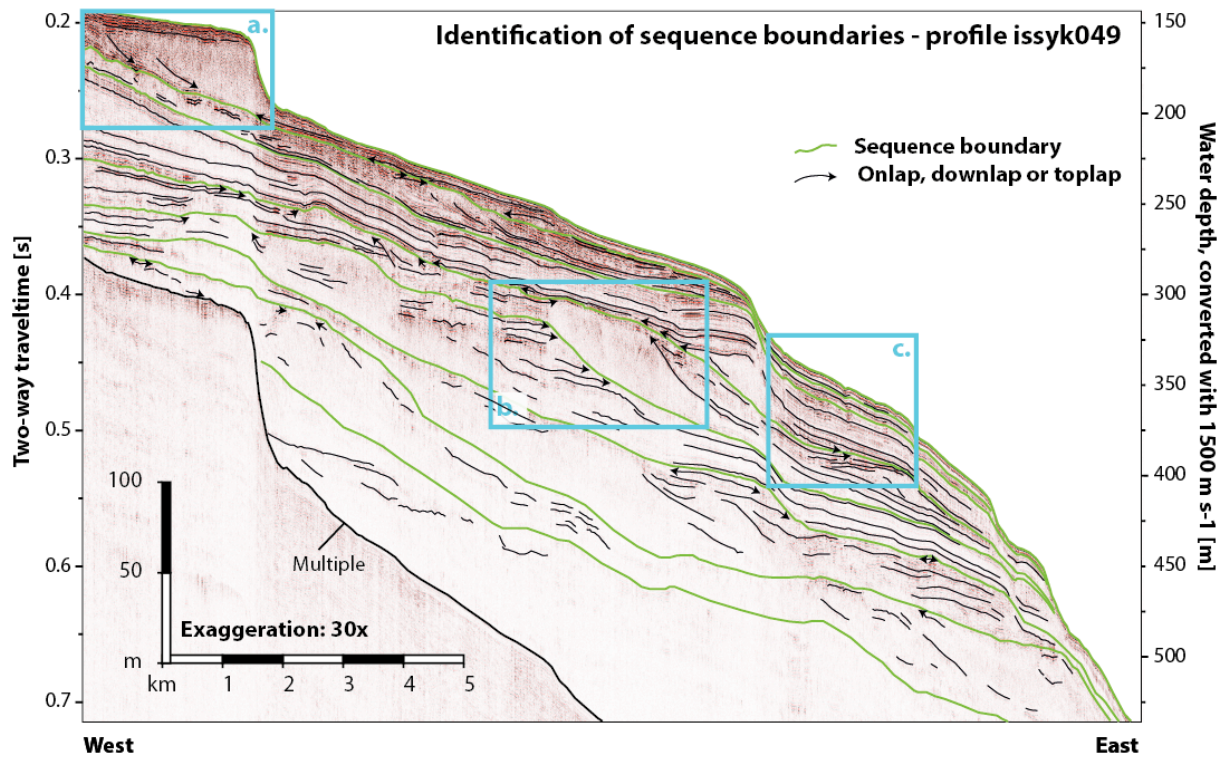 Identification of sequence boundaries - profile issyk049
a.
b.
c.
Sequence boundary
Onlap, downlap or toplap
Two-way traveltime [s]
0.2
0.3
0.4
0.5
0.6
0.7
Water depth, converted with 1500 m s-1 [m]
150
200
250
300
350
400
450
500
Multiple
100
50
m
Exaggeration: 30x
km 1 2 3 4 5
West
East